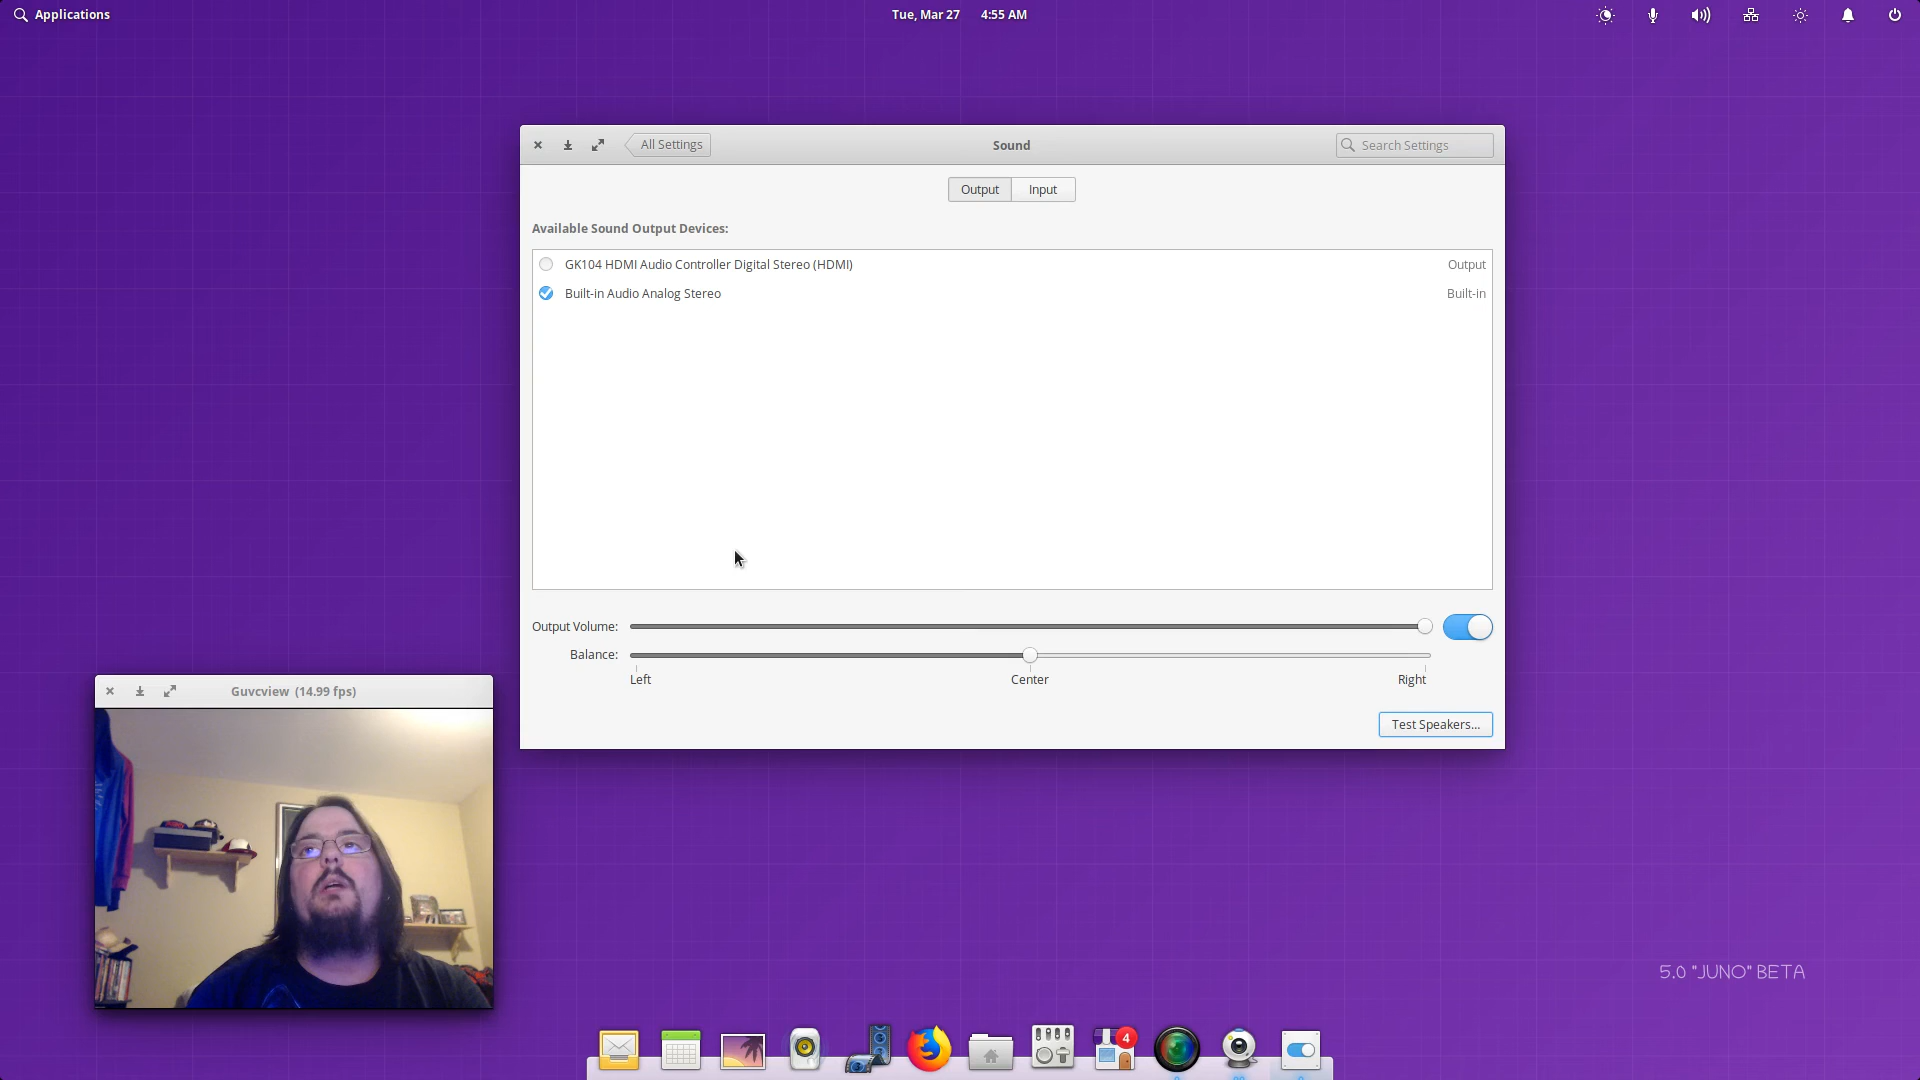 Applications
Tue, Mar 27 4:55 AM
All Settings
Sound
Search Settings
Output
Input
Available Sound Output Devices:
GK104 HDMI Audio Controller Digital Stereo (HDMI)
Output
Built-in Audio Analog Stereo
Built-in
Output Volume:
Balance:
Left
Center
Right
Test Speakers...
Guvcview (14.99 fps)
5.0 "JUNO" BETA
4